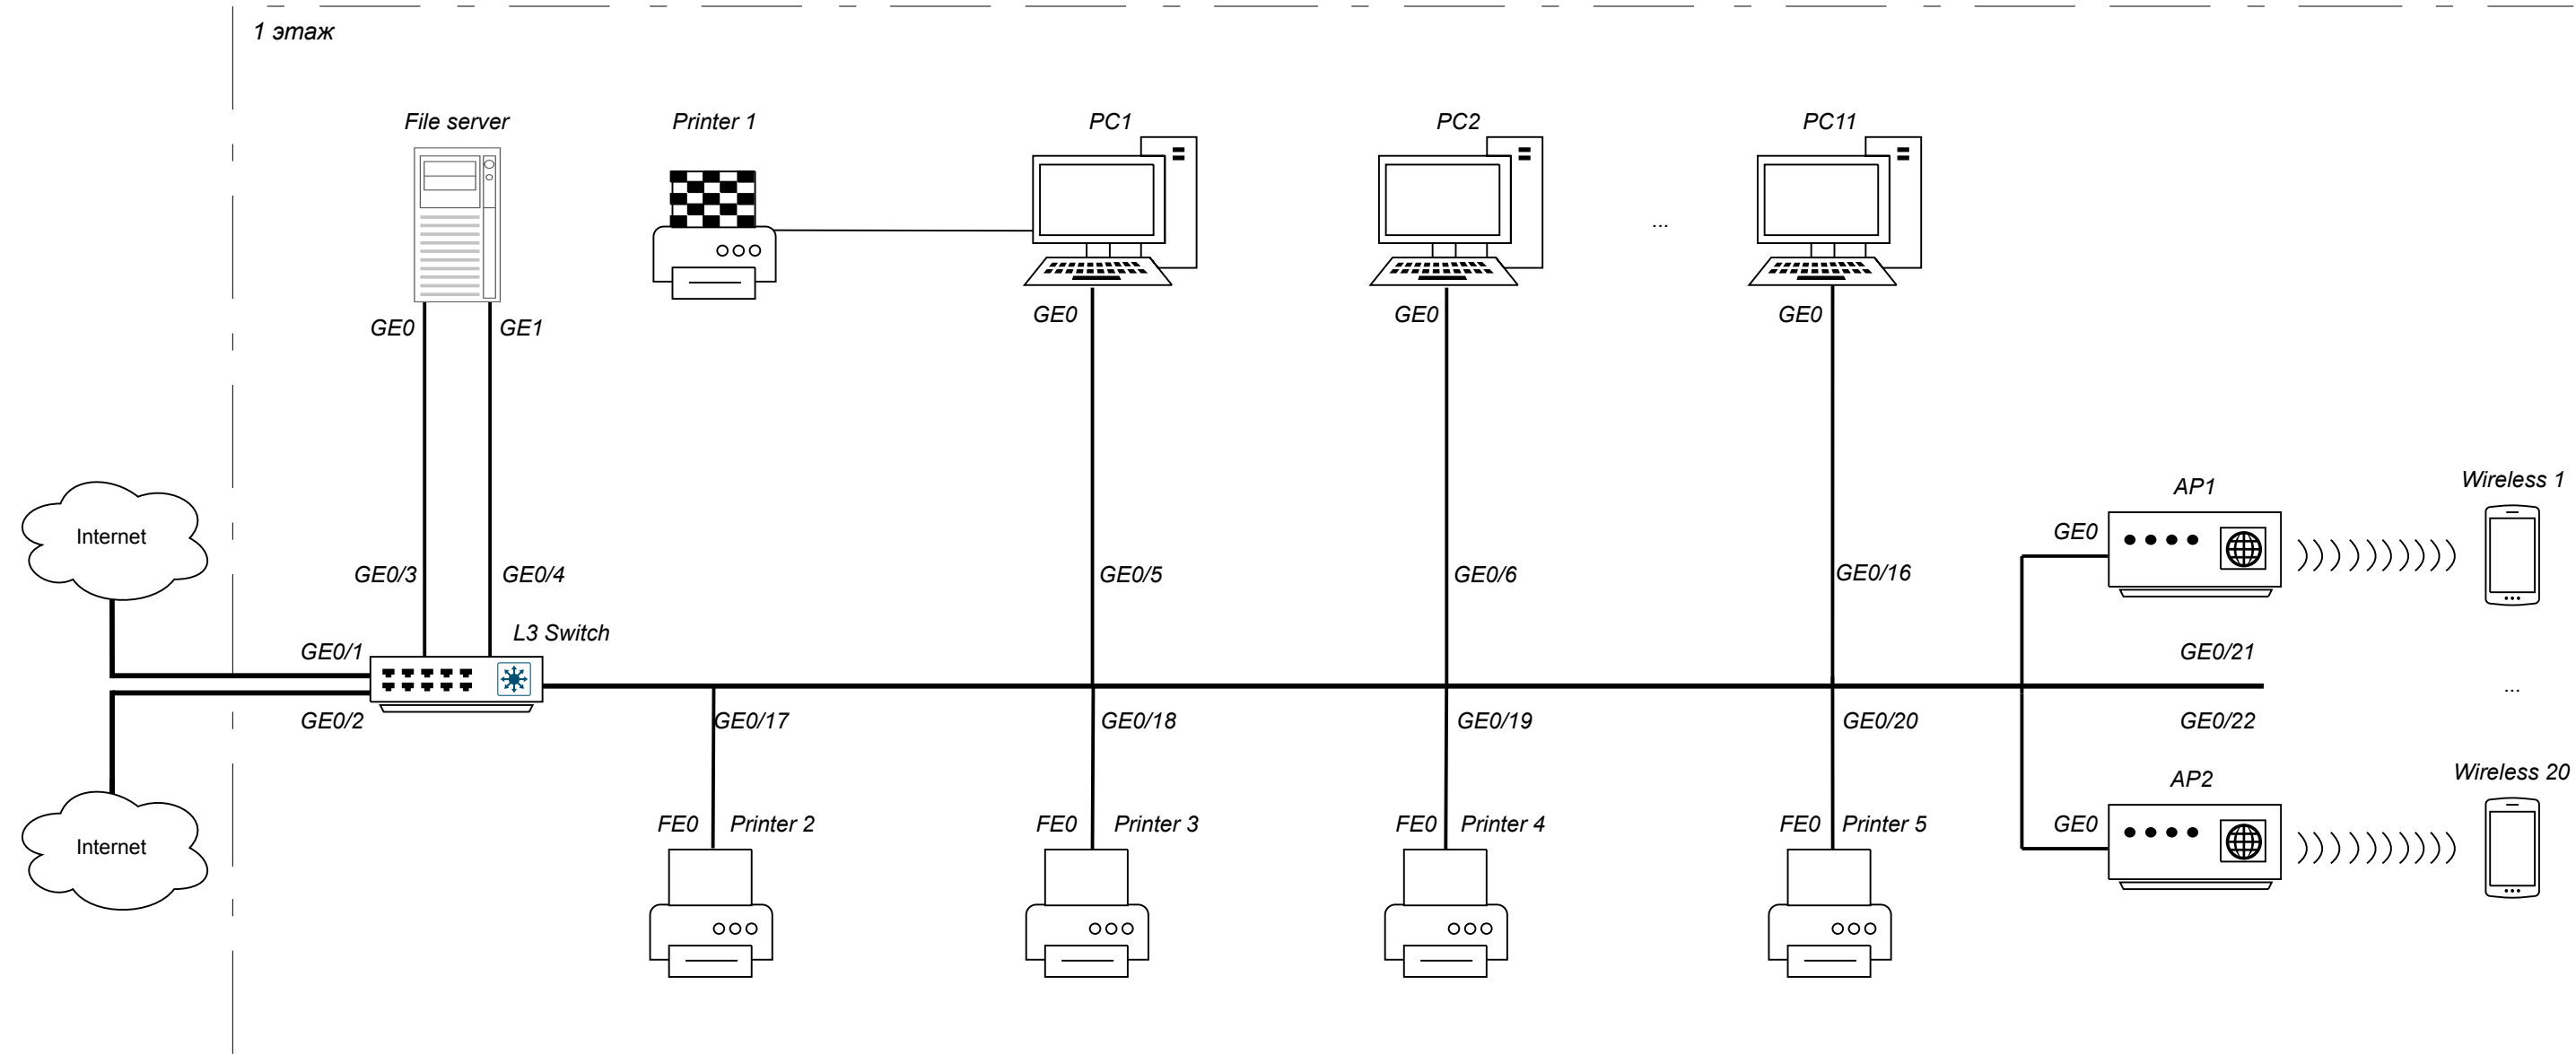 1 этаж
File server
Printer 1
PC1
PC2
PC11
...
GE0
GE1
GE0
GE0
GE0
Internet
GE0/3
GE0/4
GE0/5
GE0/6
GE0/16
GE0
AP1
Wireless 1
GE0/1
L3 Switch
GE0/21
...
GE0/2
GE0/17
GE0/18
GE0/19
GE0/20
GE0/22
Internet
FE0
Printer 2
FE0
Printer 3
FE0
Printer 4
FE0
Printer 5
GE0
AP2
Wireless 20